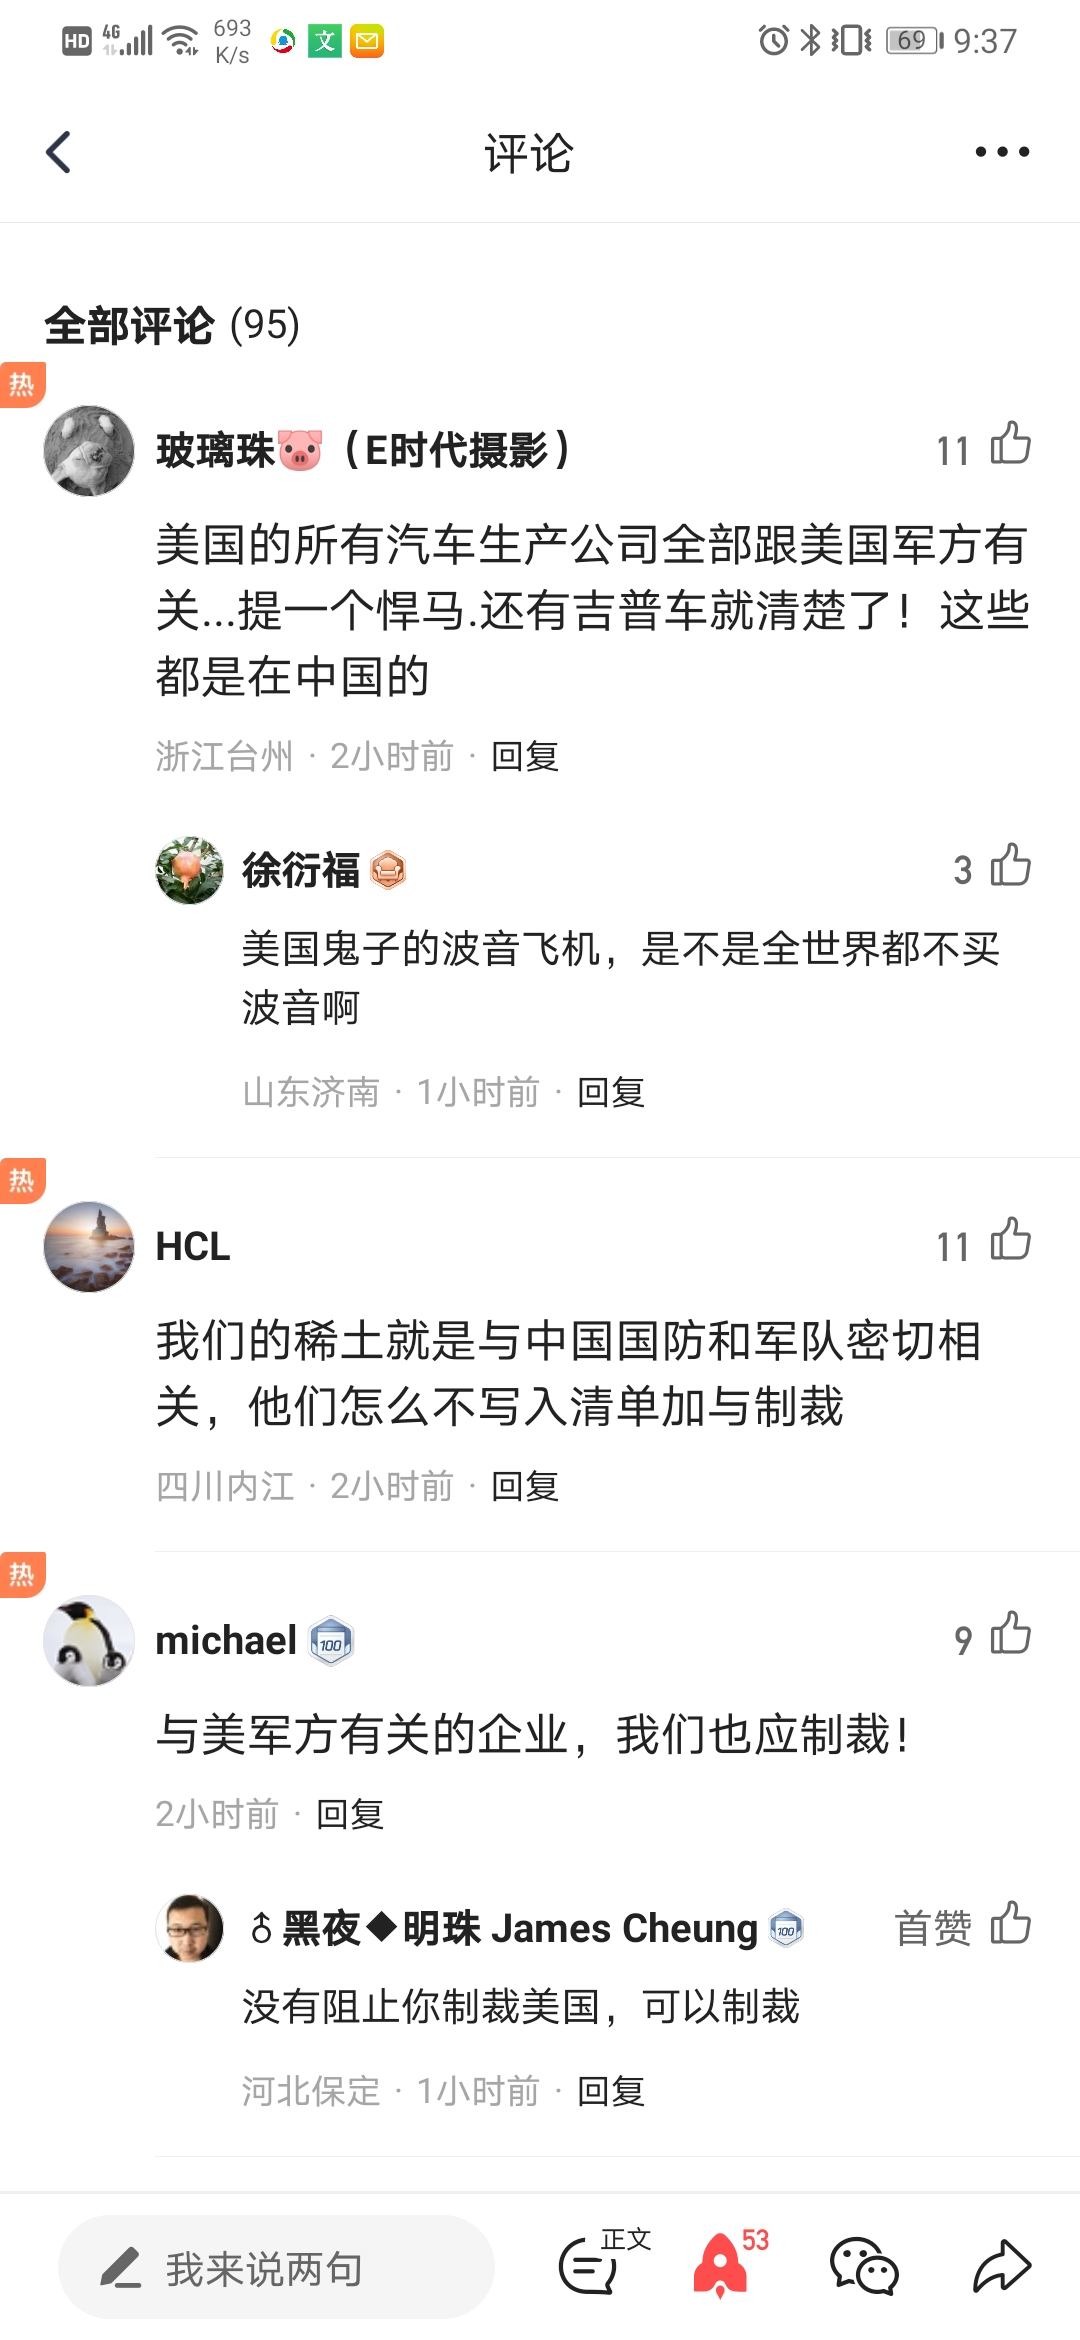 HD 4G 693 K/s 文 69 9:37
评论
全部评论 (95)
热
玻璃珠🐷（E时代摄影） 11
美国的所有汽车生产公司全部跟美国军方有
关...提一个悍马.还有吉普车就清楚了！这些
都是在中国的
浙江台州 · 2小时前 · 回复
徐衍福 3
美国鬼子的波音飞机，是不是全世界都不买
波音啊
山东济南 · 1小时前 · 回复
热
HCL 11
我们的稀土就是与中国国防和军队密切相
关，他们怎么不写入清单加与制裁
四川内江 · 2小时前 · 回复
热
michael 100 9
与美军方有关的企业，我们也应制裁！
2小时前 · 回复
♁黑夜◆明珠 James Cheung 100 首赞
没有阻止你制裁美国，可以制裁
河北保定 · 1小时前 · 回复
我来说两句 正文 53